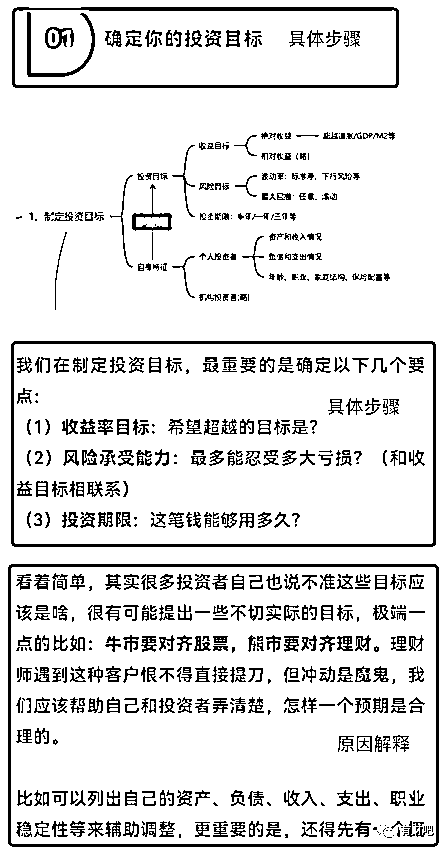 01 确定你的投资目标 具体步骤
绝对收益 超越通胀/GDP/M2等
收益目标
相对收益(略)
投资目标
波动率:标准差、下行风险等
风险目标
最大回撤:任意、滚动
1、制定投资目标
投资期限:半年/一年/三年等
资产和收入情况
自身特征
个人投资者
负债和支出情况
年龄、职业、家庭结构、保险配置等
机构投资者(略)
我们在制定投资目标,最重要的是确定以下几个要
点:
具体步骤
(1)收益率目标:希望超越的目标是?
(2)风险承受能力:最多能忍受多大亏损?(和收
益目标相联系)
(3)投资期限:这笔钱能够用多久?
看着简单,其实很多投资者自己也说不准这些目标应
该是啥,很有可能提出一些不切实际的目标,极端一
点的比如:牛市要对齐股票,熊市要对齐理财。理财
师遇到这种客户恨不得直接提刀,但冲动是魔鬼,我
们应该帮助自己和投资者弄清楚,怎样一个预期是合
理的。
原因解释
比如可以列出自己的资产、负债、收入、支出、职业
稳定性等来辅助调整,更重要的是,还得先有一个